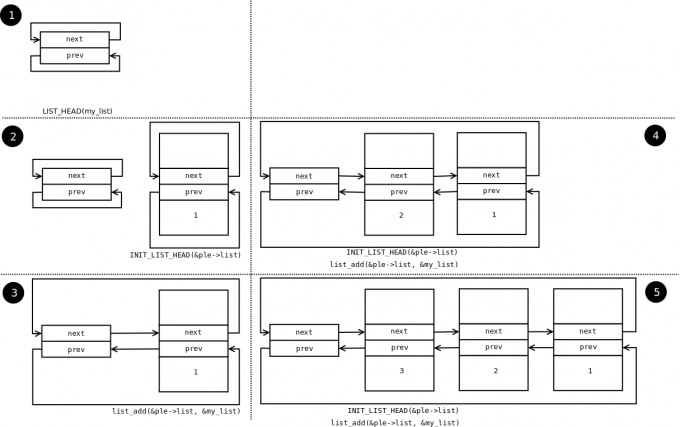 1
next
prev
LIST_HEAD(my_list)
2
next
prev
next
prev
1
INIT_LIST_HEAD(&ple->list)
4
next
prev
next
prev
2
next
prev
1
INIT_LIST_HEAD(&ple->list)
list_add(&ple->list, &my_list)
3
next
prev
next
prev
1
list_add(&ple->list, &my_list)
5
next
prev
next
prev
3
next
prev
2
next
prev
1
INIT_LIST_HEAD(&ple->list)
list_add(&ple->list, &my_list)